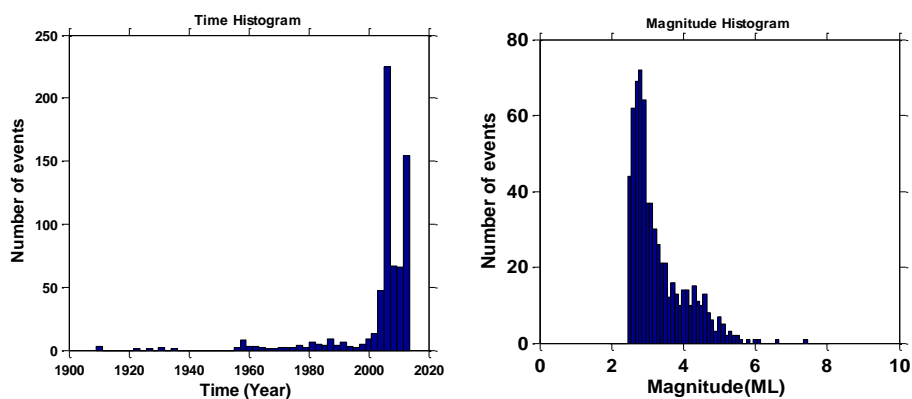 Time Histogram
Number of events
250
200
150
100
50
0
1900 1920 1940 1960 1980 2000 2020
Time (Year)
Magnitude Histogram
Number of events
80
60
40
20
0
0 2 4 6 8 10
Magnitude(ML)